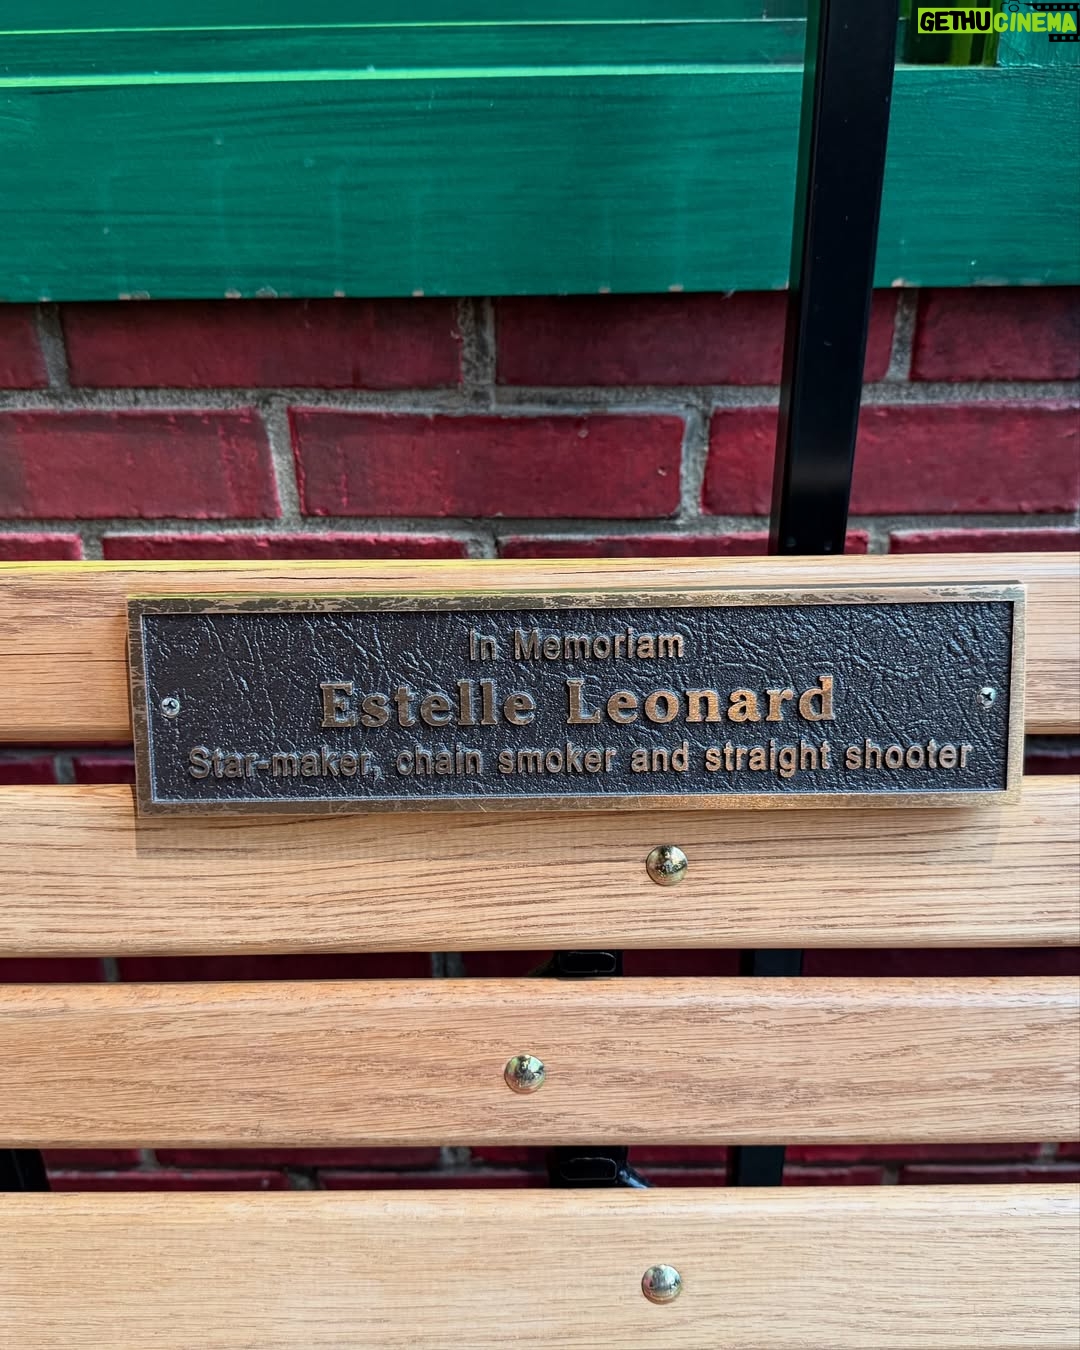 GETHUCINEMA
In Memoriam
Estelle Leonard
Star-maker, chain smoker and straight shooter